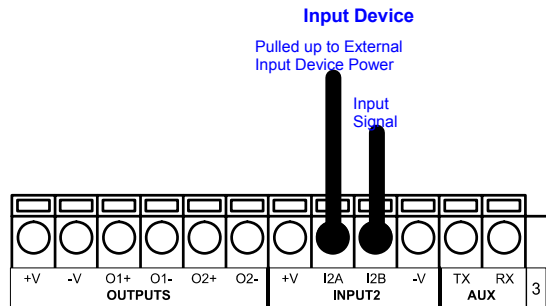 Input Device
Pulled up to External
Input Device Power
Input
Signal
+V -V O1+ O1- O2+ O2- +V I2A I2B -V TX RX
OUTPUTS INPUT2 AUX 3